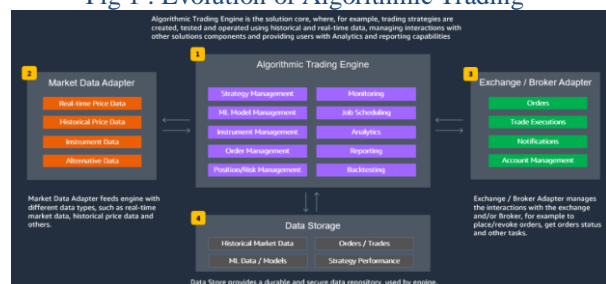 Fig 1 : Evolution of Algorithmic Trading
Algorithmic Trading Engine is the solution core, where, for example, trading strategies are
created, tested and operated using historical and real-time data, managing interactions with
other solutions components and providing users with Analytics and reporting capabilities
1
Algorithmic Trading Engine
Strategy Management
Monitoring
ML Model Management
Job Scheduling
Instrument Management
Analytics
Order Management
Reporting
Position/Risk Management
Backtesting
2
Market Data Adapter
Real-time Price Data
Historical Price Data
Instrument Data
Alternative Data
Market Data Adapter feeds engine with
different data types, such as real-time
market data, historical price data and
others.
3
Exchange / Broker Adapter
Orders
Trade Executions
Notifications
Account Management
Exchange / Broker Adapter manages
the interactions with the exchange
and/or Broker, for example to
place/revoke orders, get orders status
and other tasks.
4
Data Storage
Historical Market Data
Orders / Trades
ML Data / Models
Strategy Performance
Data Store provides a durable and secure data repository, used by engine,